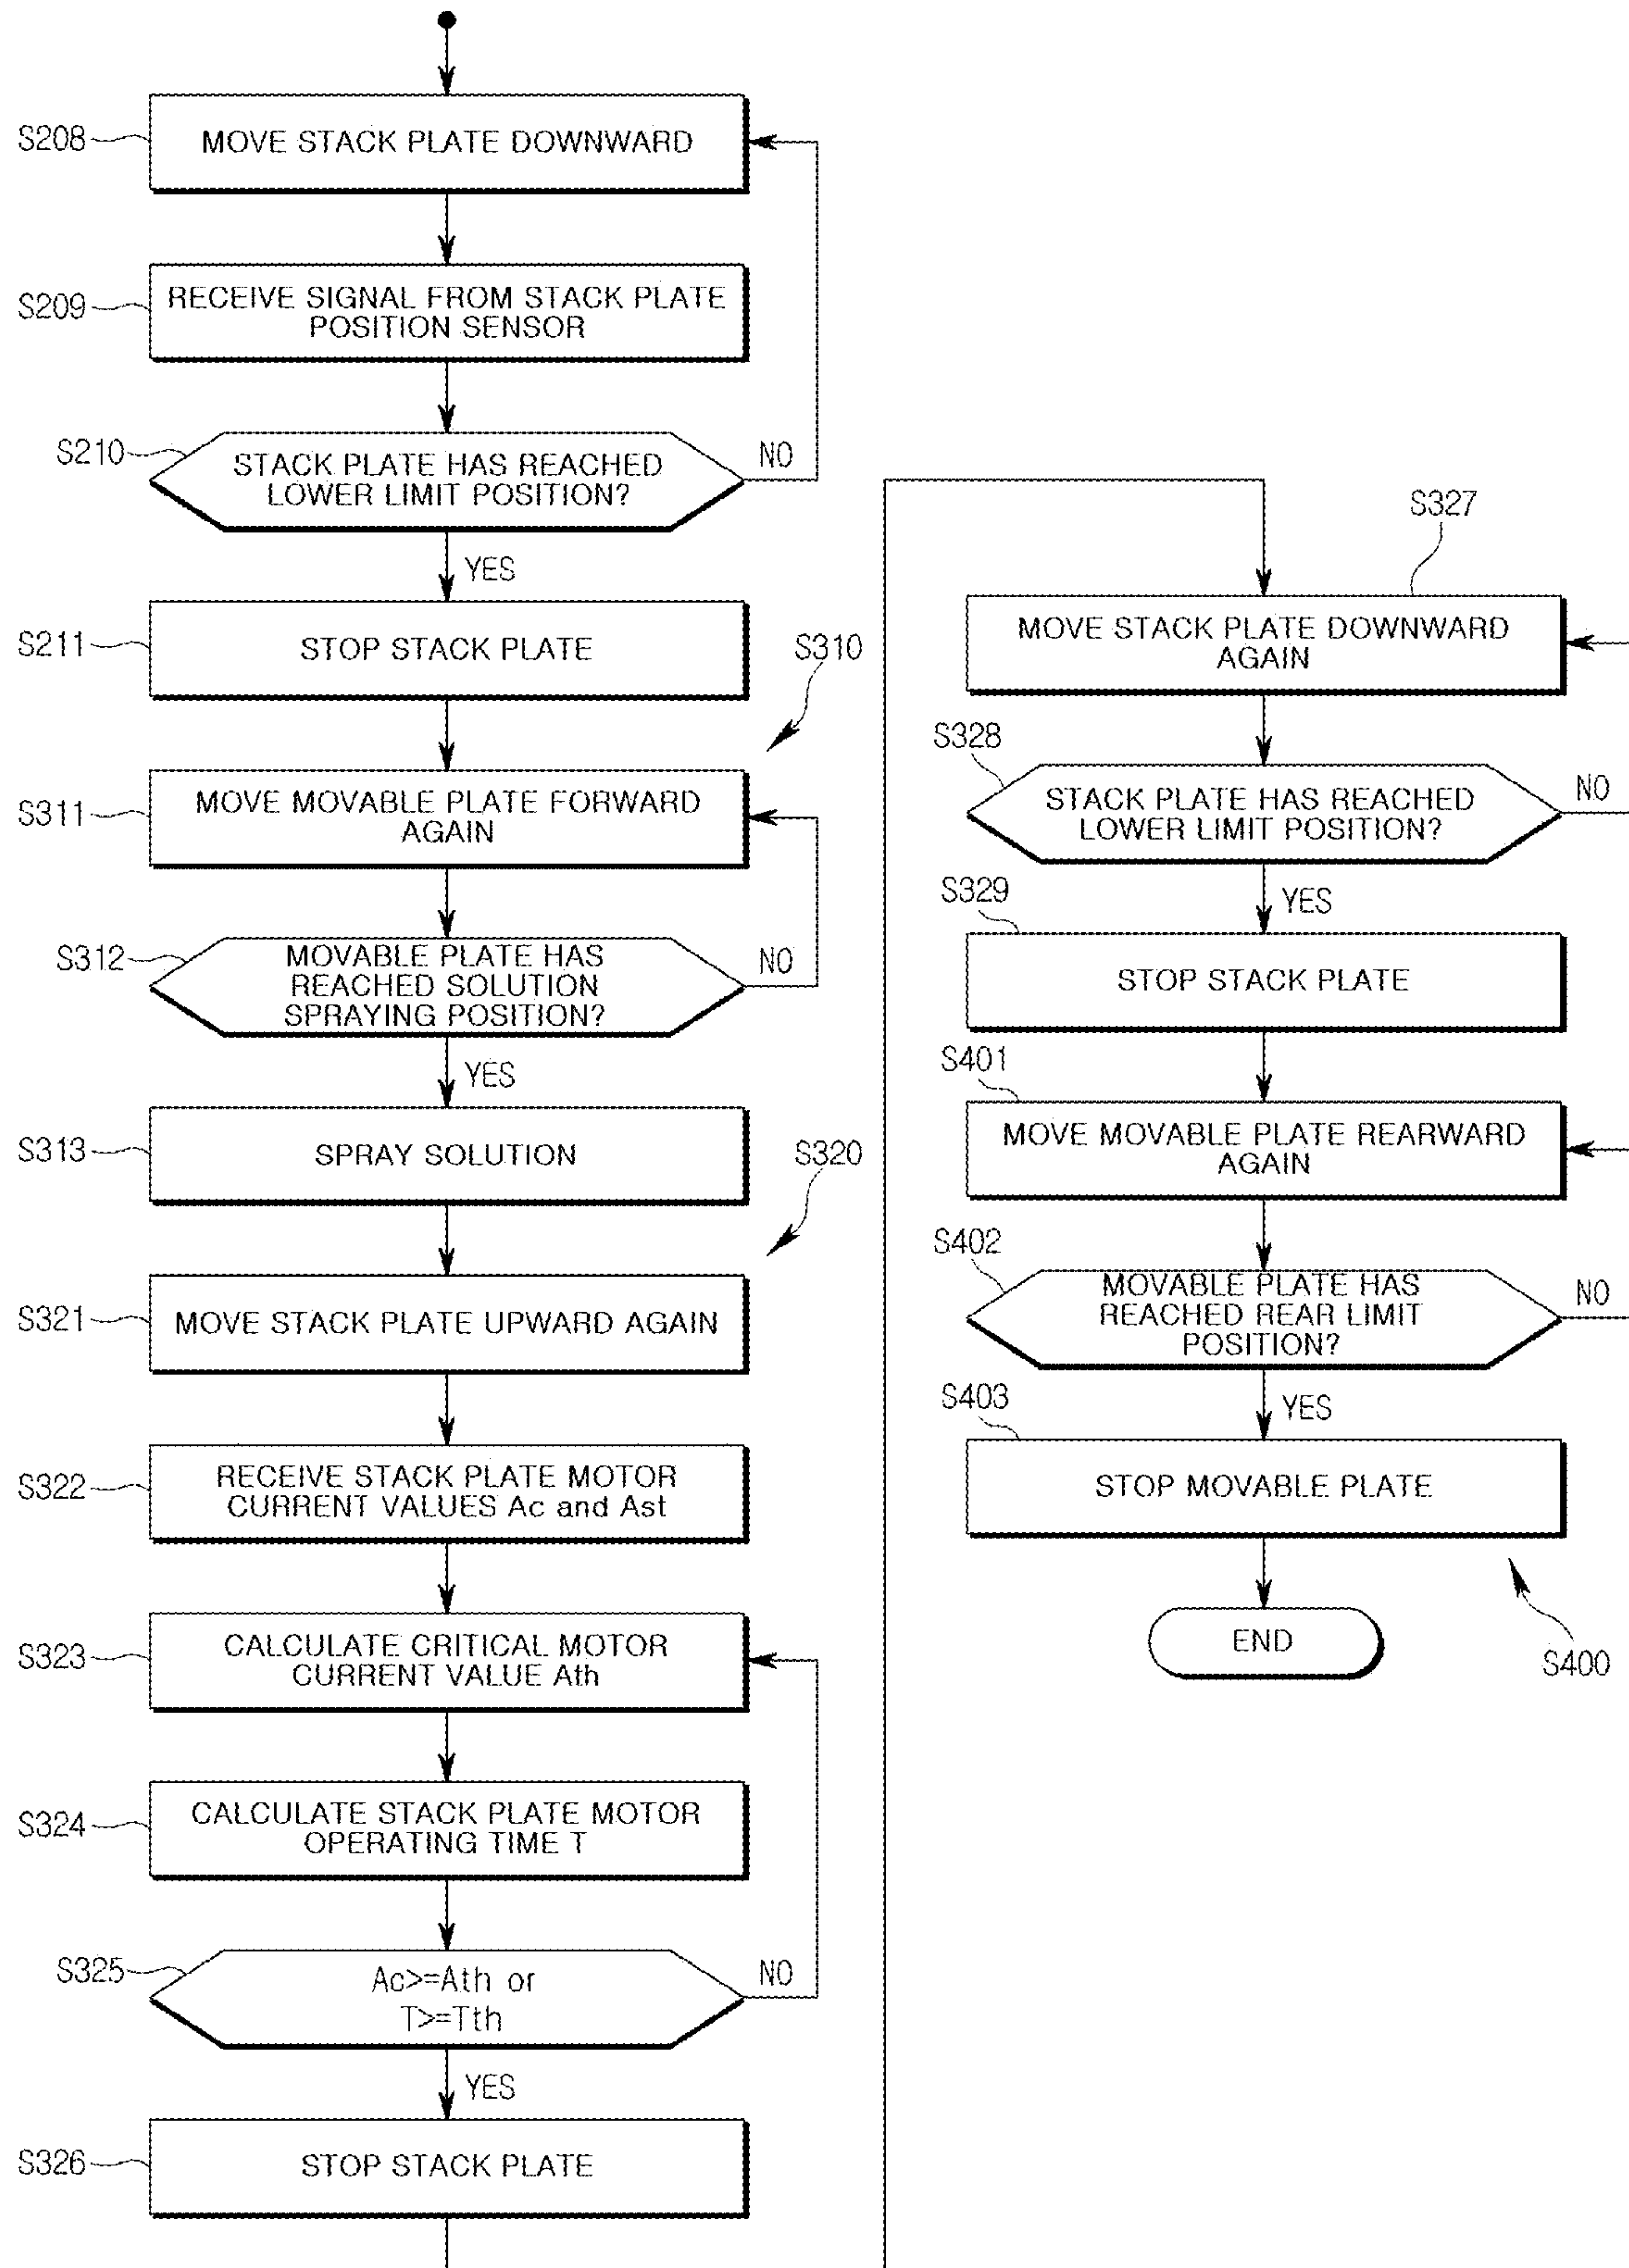 S208
MOVE STACK PLATE DOWNWARD
S209
RECEIVE SIGNAL FROM STACK PLATE
POSITION SENSOR
S210
STACK PLATE HAS REACHED
LOWER LIMIT POSITION?
NO
YES
S211
STOP STACK PLATE
S310
S311
MOVE MOVABLE PLATE FORWARD
AGAIN
S312
MOVABLE PLATE HAS
REACHED SOLUTION
SPRAYING POSITION?
NO
YES
S313
SPRAY SOLUTION
S320
S321
MOVE STACK PLATE UPWARD AGAIN
S322
RECEIVE STACK PLATE MOTOR
CURRENT VALUES Ac and Ast
S323
CALCULATE CRITICAL MOTOR
CURRENT VALUE Ath
S324
CALCULATE STACK PLATE MOTOR
OPERATING TIME T
S325
Ac>=Ath or
T>=Tth
NO
YES
S326
STOP STACK PLATE
S327
MOVE STACK PLATE DOWNWARD
AGAIN
S328
STACK PLATE HAS REACHED
LOWER LIMIT POSITION?
NO
YES
S329
STOP STACK PLATE
S401
MOVE MOVABLE PLATE REARWARD
AGAIN
S402
MOVABLE PLATE HAS
REACHED REAR LIMIT
POSITION?
NO
YES
S403
STOP MOVABLE PLATE
END
S400